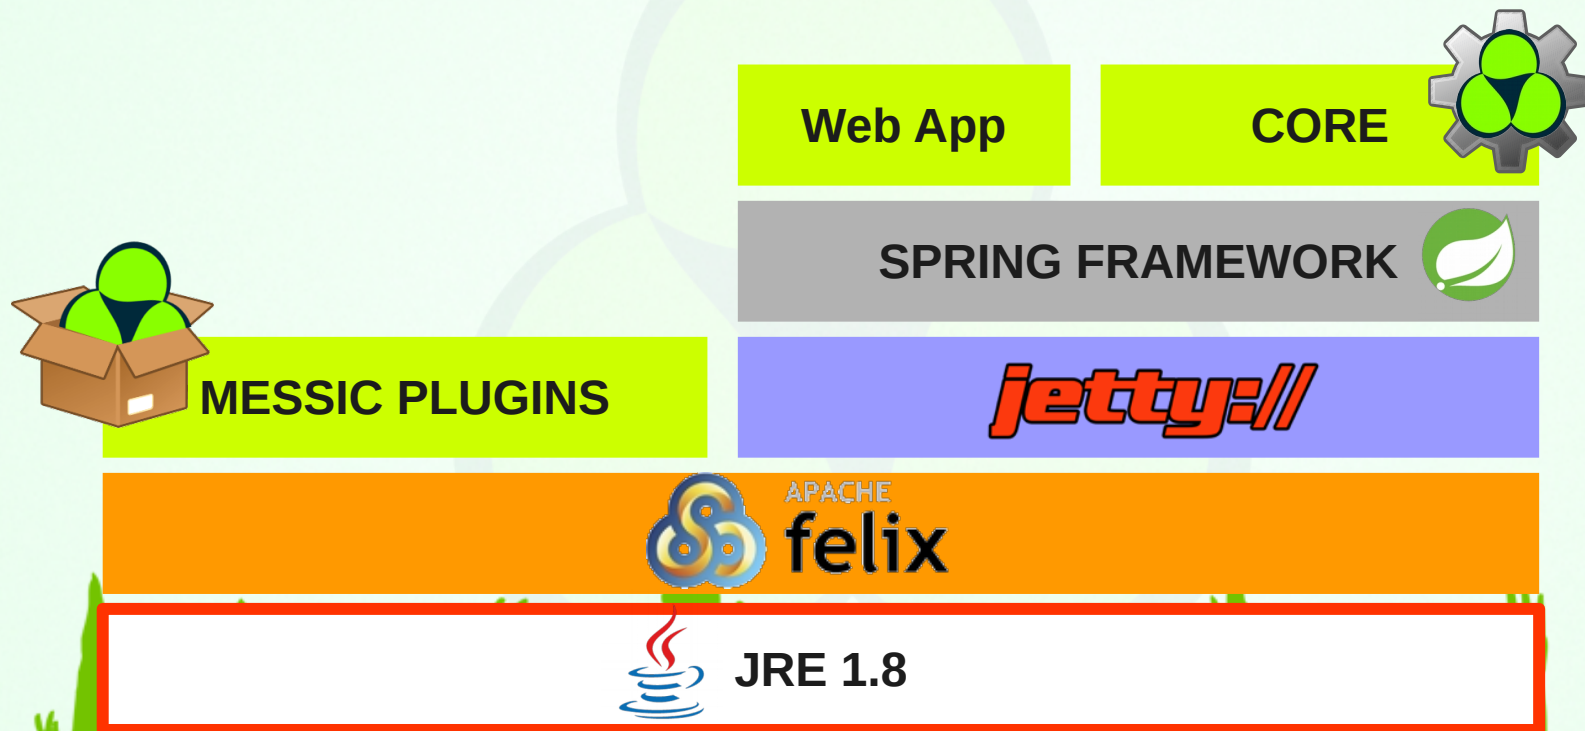 Web App
CORE
SPRING FRAMEWORK
MESSIC PLUGINS
jetty://
APACHE
felix
JRE 1.8